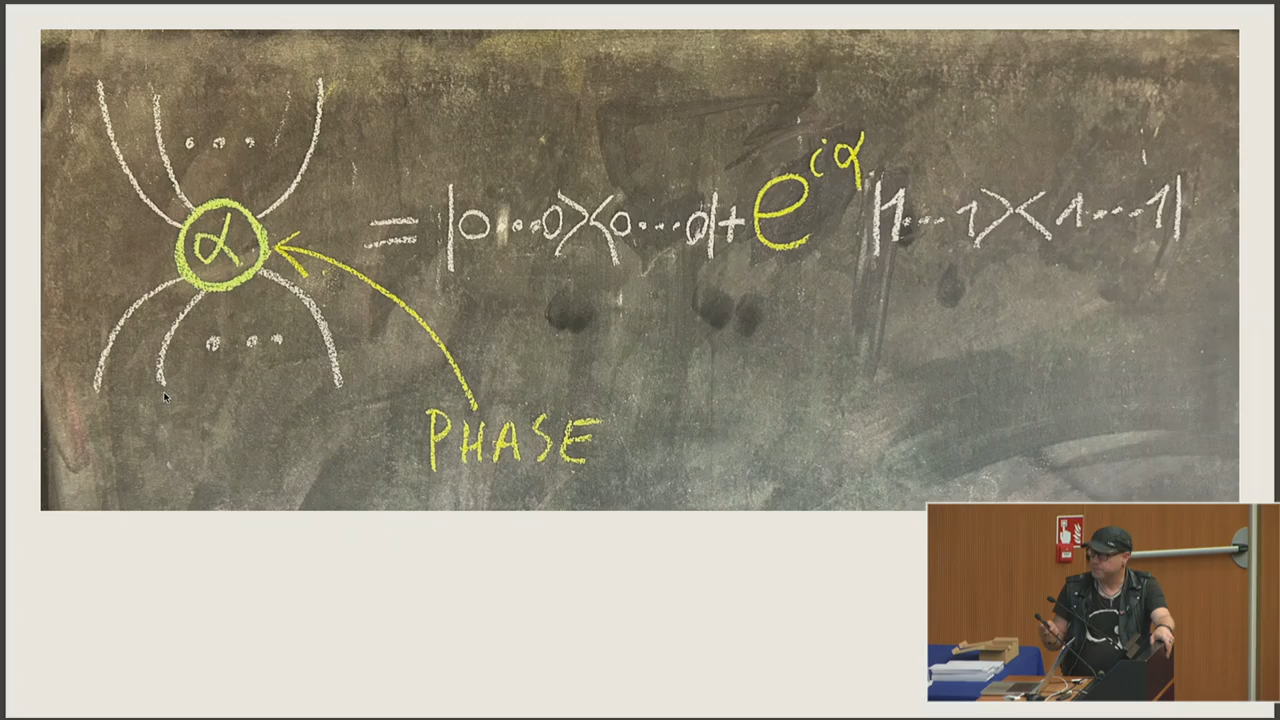 α = |0...0⟩⟨0...0| + e^{iα} |1...1⟩⟨1...1|
PHASE